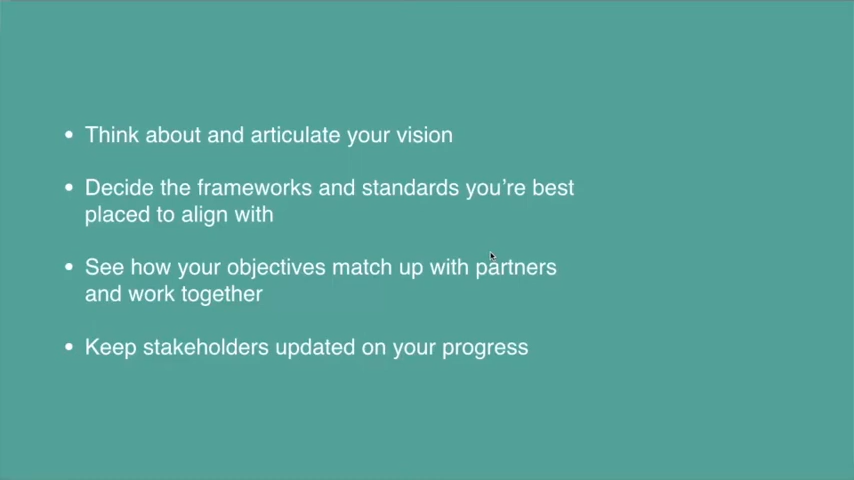 • Think about and articulate your vision
• Decide the frameworks and standards you’re best
placed to align with
• See how your objectives match up with partners
and work together
• Keep stakeholders updated on your progress